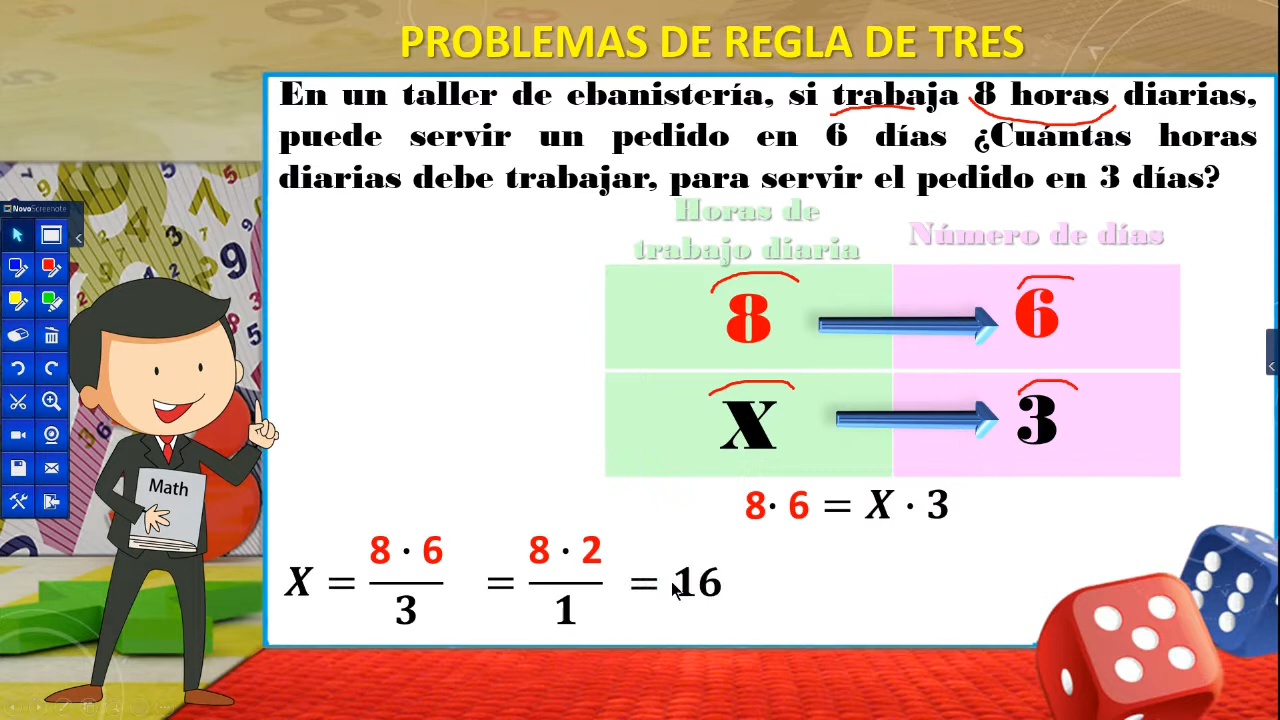 PROBLEMAS DE REGLA DE TRES
En un taller de ebanistería, si trabaja 8 horas diarias,
puede servir un pedido en 6 días ¿Cuántas horas
diarias debe trabajar, para servir el pedido en 3 días?
Horas de
trabajo diaria
Número de días
8 6
X 3
8· 6 = X · 3
X = 8 · 6 / 3 = 8 · 2 / 1 = 16
NovoScreenote
Math